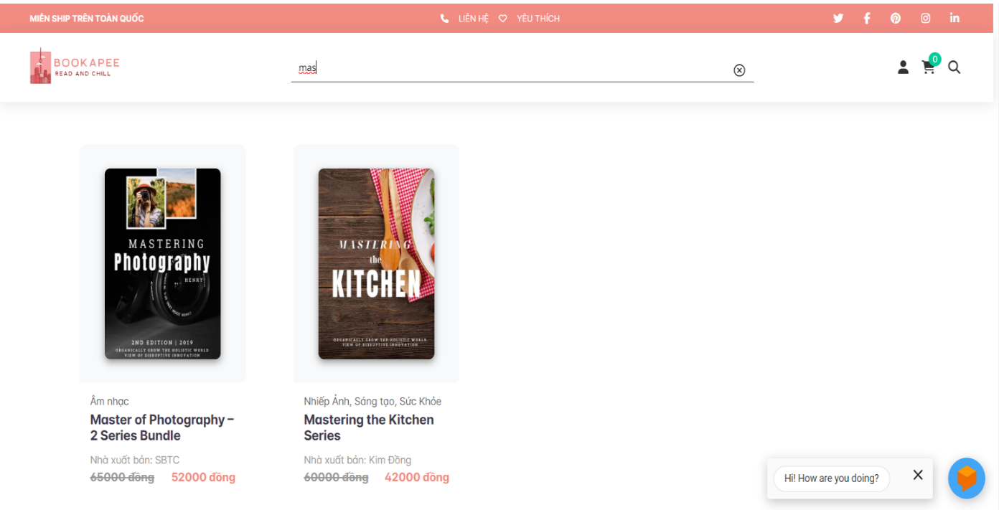 MIỄN SHIP TRÊN TOÀN QUỐC
LIÊN HỆ YÊU THÍCH
BOOKAPEE
READ AND CHILL
mas
0
MASTERING
Photography
HENRY
2ND EDITION | 2019
ORGANICALLY GROW THE HOLISTIC WORLD
VIEW OF DISRUPTIVE INNOVATION
MASTERING
the
KITCHEN
ORGANICALLY GROW THE HOLISTIC WORLD
VIEW OF DISRUPTIVE INNOVATION
Âm nhạc
Master of Photography –
2 Series Bundle
Nhà xuất bản: SBTC
65000 đồng 52000 đồng
Nhiếp Ảnh, Sáng tạo, Sức Khỏe
Mastering the Kitchen
Series
Nhà xuất bản: Kim Đồng
60000 đồng 42000 đồng
Hi! How are you doing?